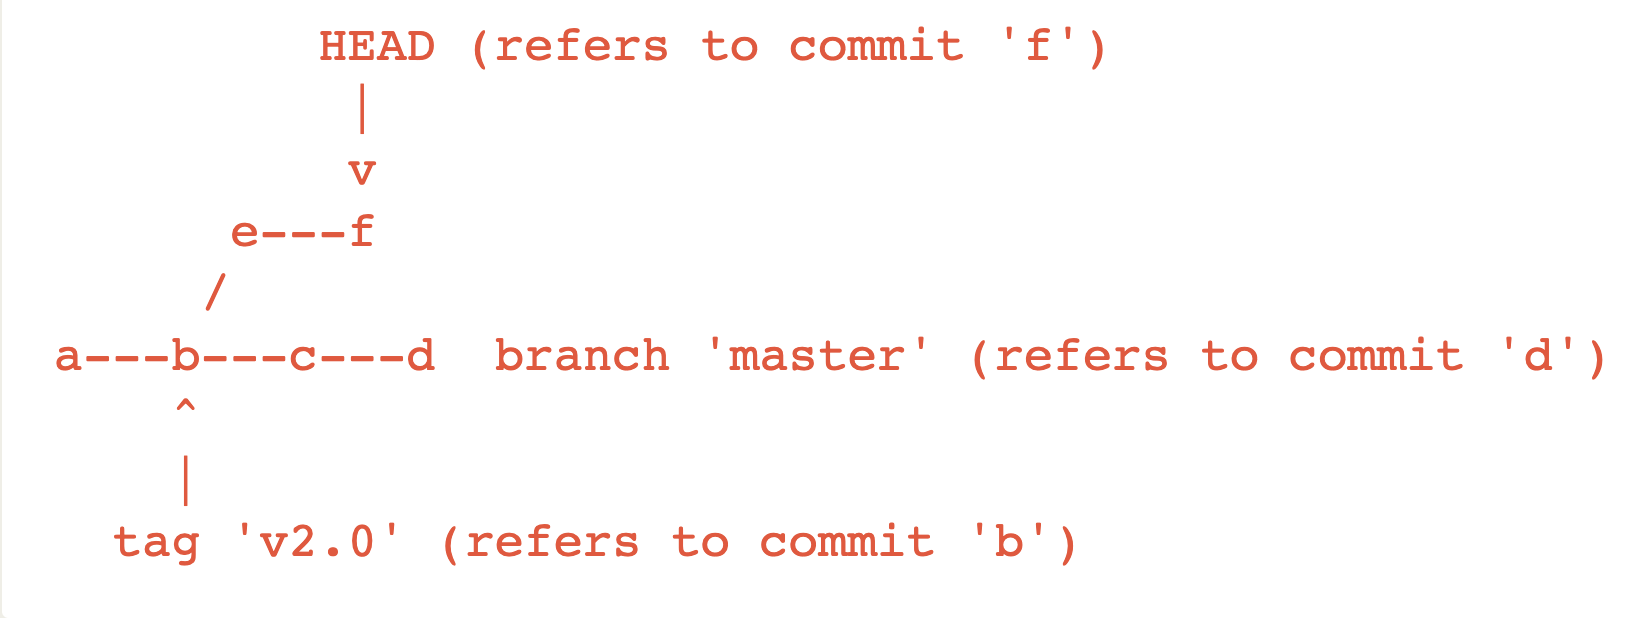 HEAD (refers to commit 'f')
          |
          v
      e---f
     /
a---b---c---d  branch 'master' (refers to commit 'd')
    ^
    |
  tag 'v2.0' (refers to commit 'b')